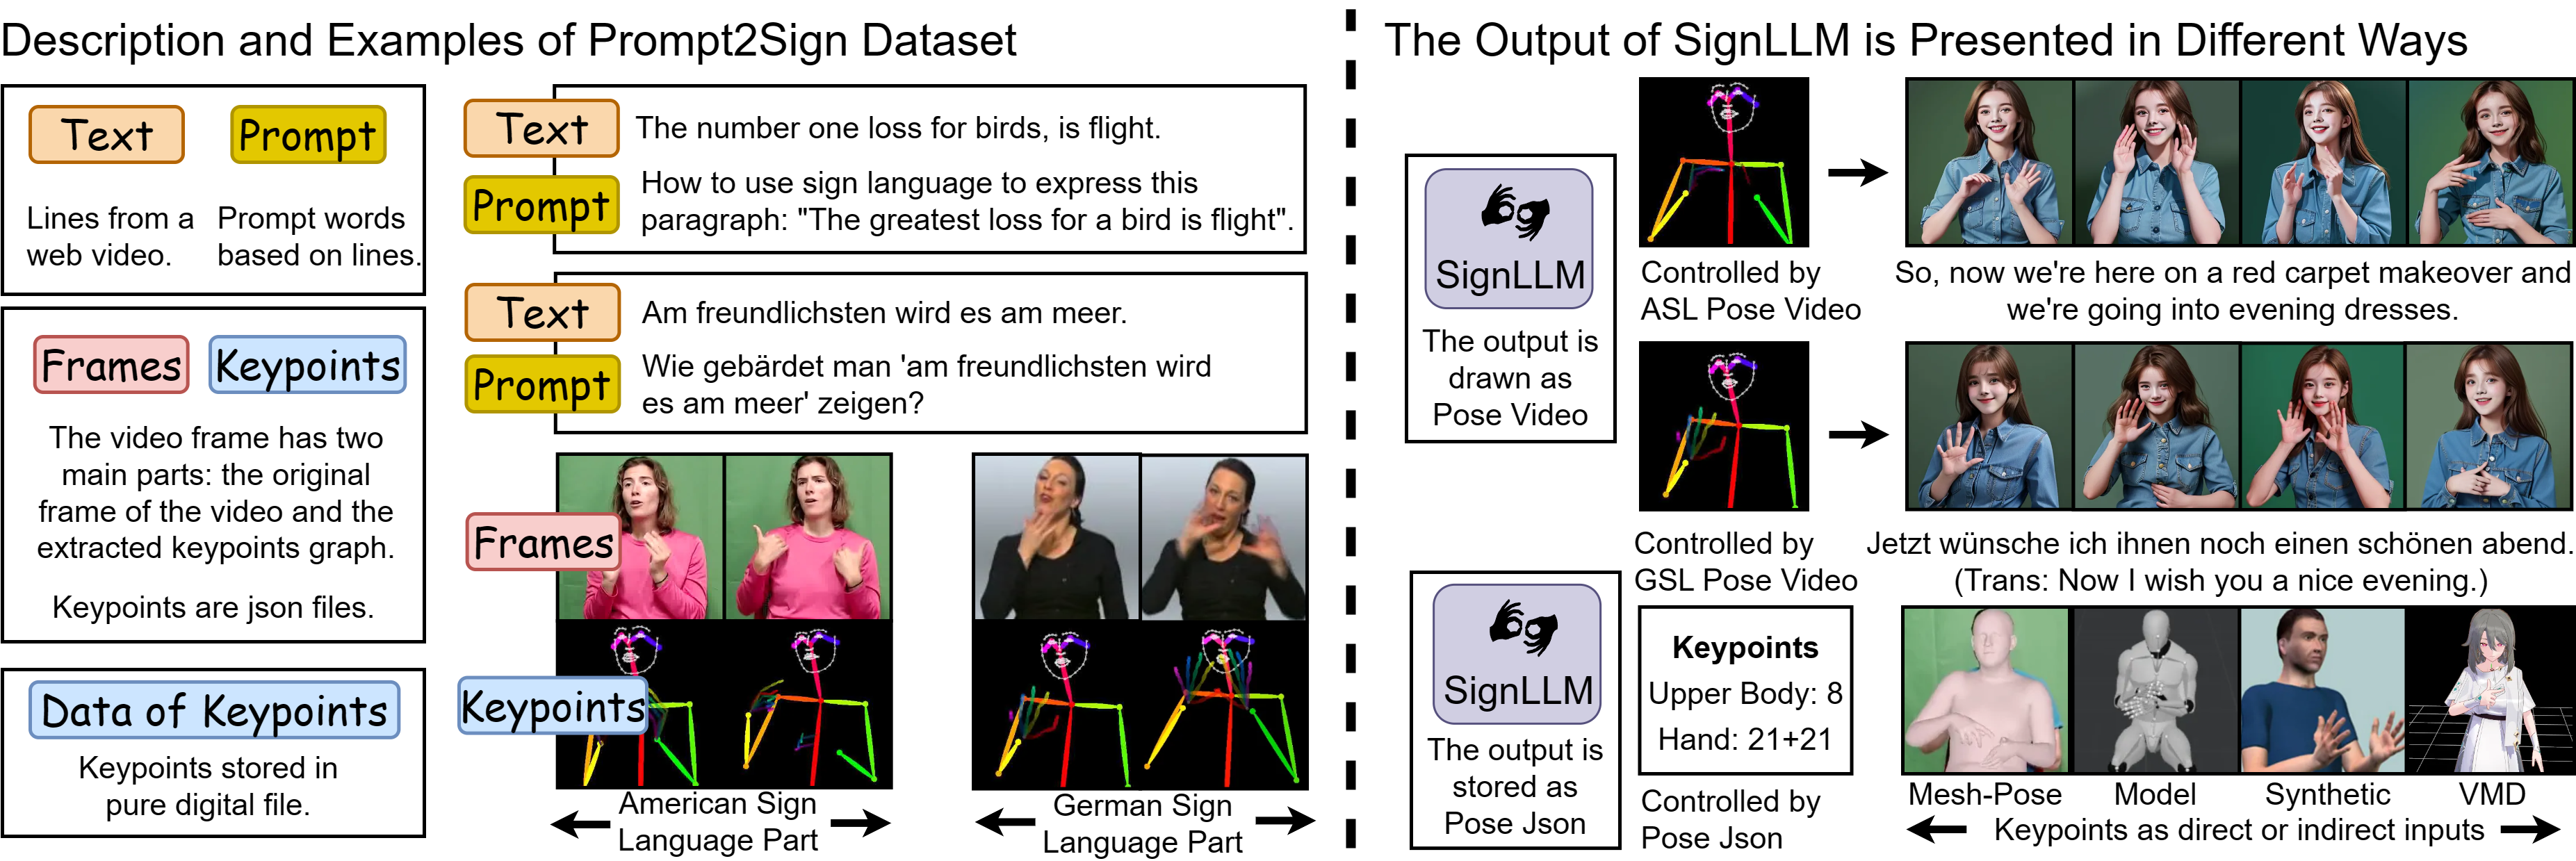 Description and Examples of Prompt2Sign Dataset
Text
Prompt
Lines from a
web video.
Prompt words
based on lines.
Frames
Keypoints
The video frame has two
main parts: the original
frame of the video and the
extracted keypoints graph.
Keypoints are json files.
Data of Keypoints
Keypoints stored in
pure digital file.
Text
The number one loss for birds, is flight.
Prompt
How to use sign language to express this
paragraph: "The greatest loss for a bird is flight".
Text
Am freundlichsten wird es am meer.
Prompt
Wie gebärdet man 'am freundlichsten wird
es am meer' zeigen?
Frames
Keypoints
American Sign
Language Part
German Sign
Language Part
The Output of SignLLM is Presented in Different Ways
SignLLM
The output is
drawn as
Pose Video
Controlled by
ASL Pose Video
So, now we're here on a red carpet makeover and
we're going into evening dresses.
Controlled by
GSL Pose Video
Jetzt wünsche ich ihnen noch einen schönen abend.
(Trans: Now I wish you a nice evening.)
SignLLM
The output is
stored as
Pose Json
Keypoints
Upper Body: 8
Hand: 21+21
Controlled by
Pose Json
Mesh-Pose
Model
Synthetic
VMD
Keypoints as direct or indirect inputs